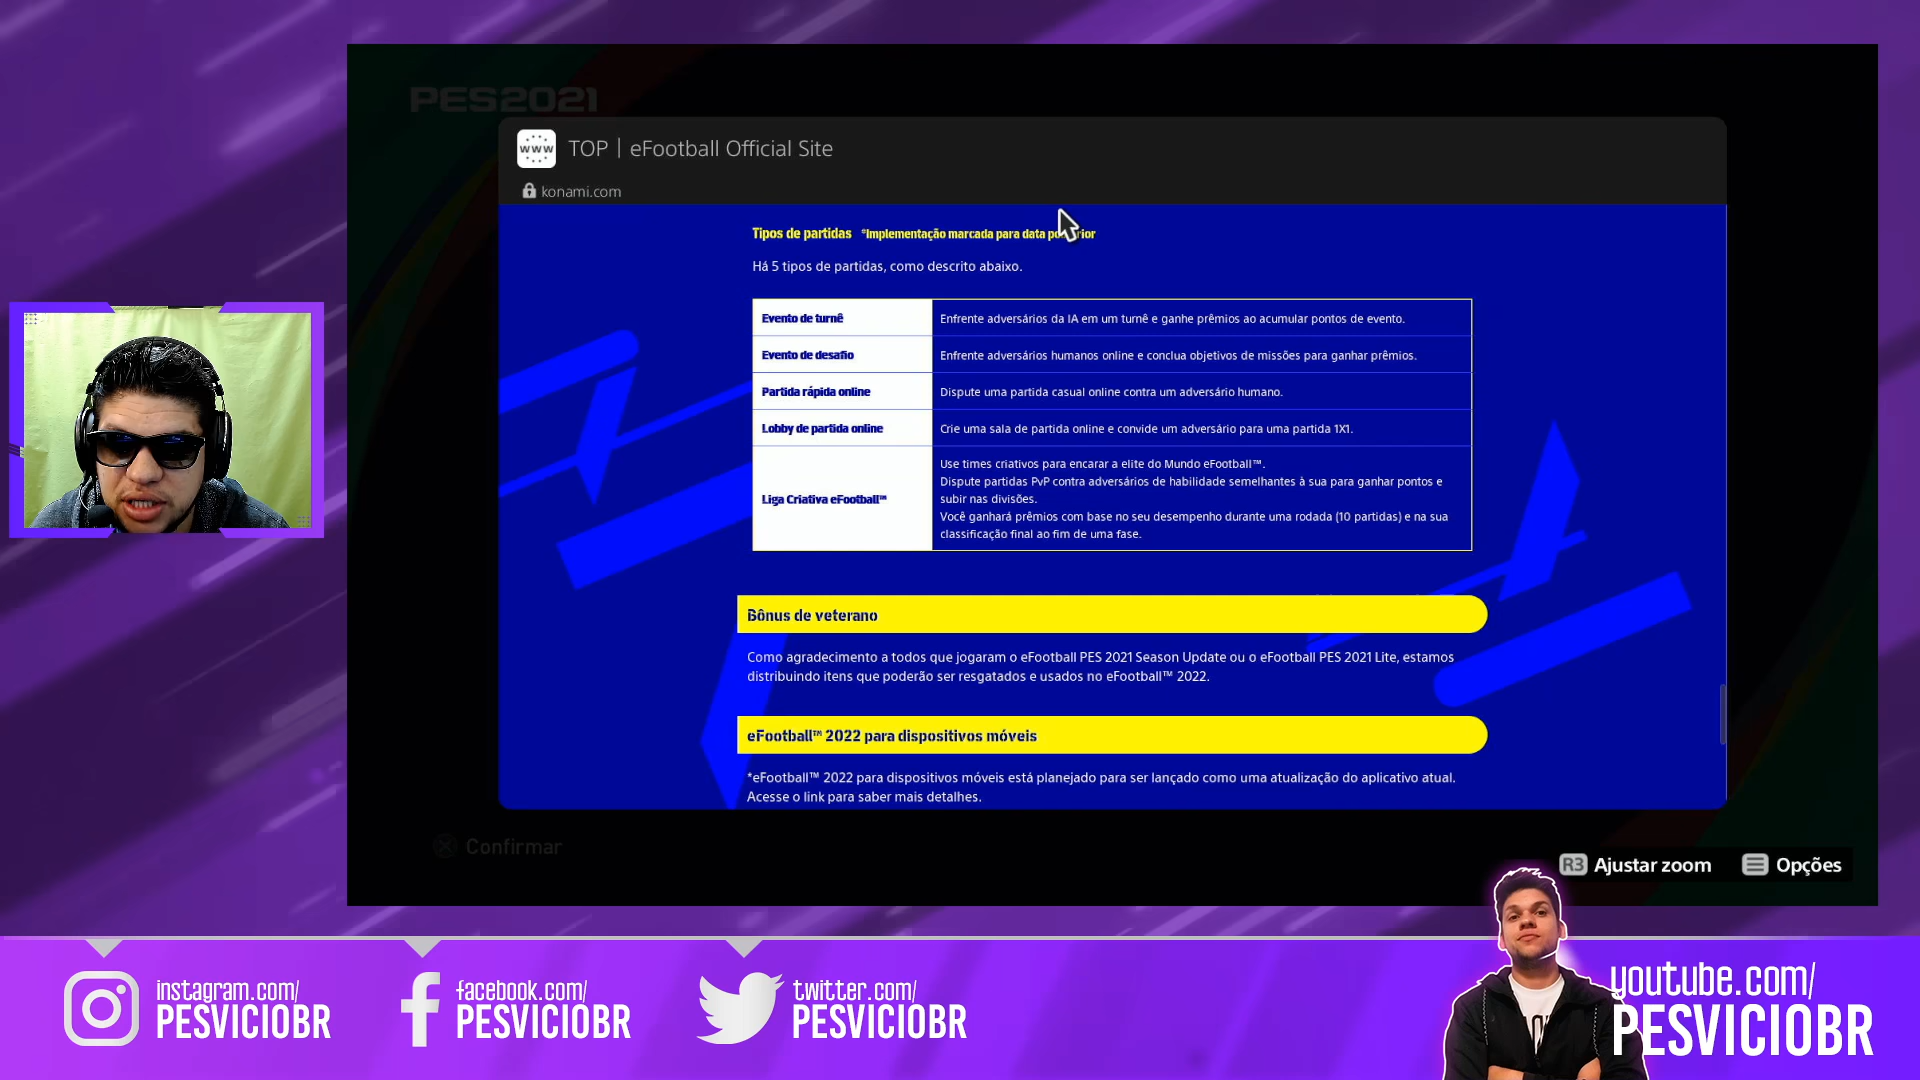 PES2021
www
TOP | eFootball Official Site
konami.com
Tipos de partidas *Implementação marcada para data
Há 5 tipos de partidas, como descrito abaixo.
Evento de turnê
Enfrente adversários da IA em um turnê e ganhe prêmios ao acumular pontos de evento.
Evento de desafio
Enfrente adversários humanos online e conclua objetivos de missões para ganhar prêmios.
Partida rápida online
Dispute uma partida casual online contra um adversário humano.
Lobby de partida online
Crie uma sala de partida online e convide um adversário para uma partida 1X1.
Liga Criativa eFootball™
Use times criativos para encarar a elite do Mundo eFootball™.
Dispute partidas PvP contra adversários de habilidade semelhantes à sua para ganhar pontos e
subir nas divisões.
Você ganhará prêmios com base no seu desempenho durante uma rodada (10 partidas) e na sua
classificação final ao fim de uma fase.
Bônus de veterano
Como agradecimento a todos que jogaram o eFootball PES 2021 Season Update ou o eFootball PES 2021 Lite, estamos
distribuindo itens que poderão ser resgatados e usados no eFootball™ 2022.
eFootball™ 2022 para dispositivos móveis
*eFootball™ 2022 para dispositivos móveis está planejado para ser lançado como uma atualização do aplicativo atual.
Acesse o link para saber mais detalhes.
Confirmar
R3 Ajustar zoom
Opções
instagram.com/
PESVICIOBR
facebook.com/
PESVICIOBR
twitter.com/
PESVICIOBR
youtube.com/
PESVICIOBR